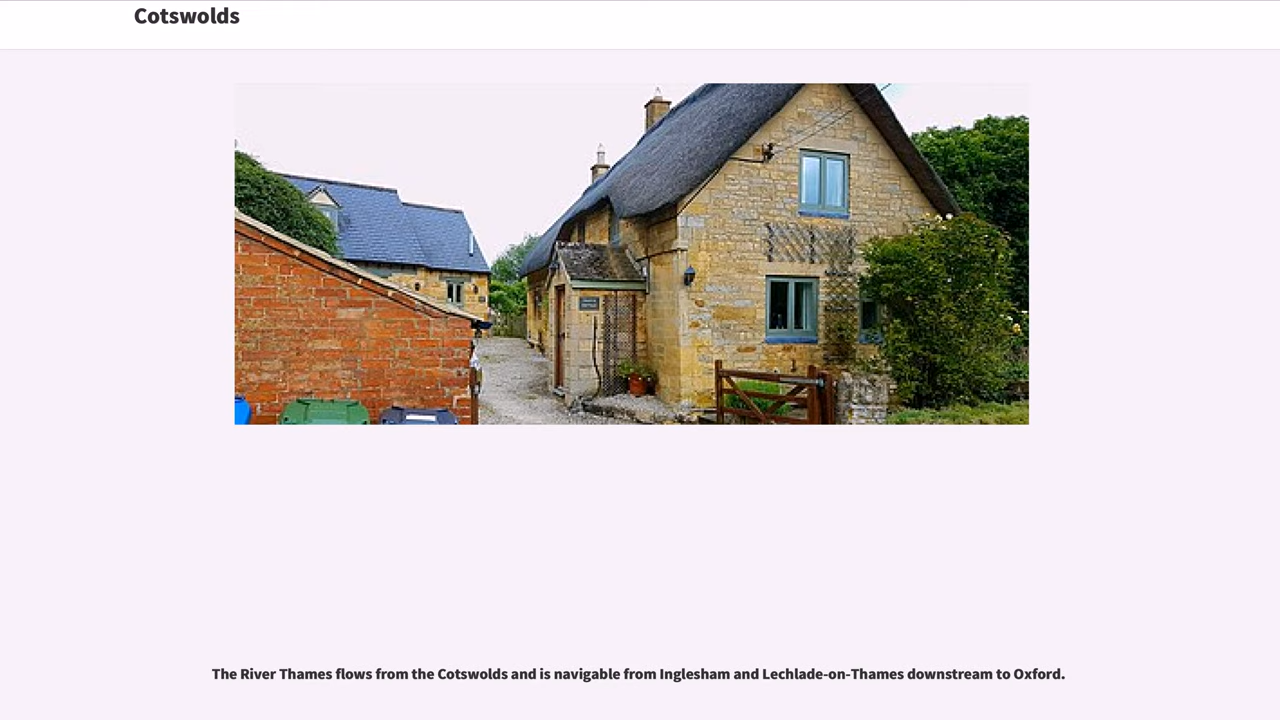 Cotswolds
The River Thames flows from the Cotswolds and is navigable from Inglesham and Lechlade-on-Thames downstream to Oxford.